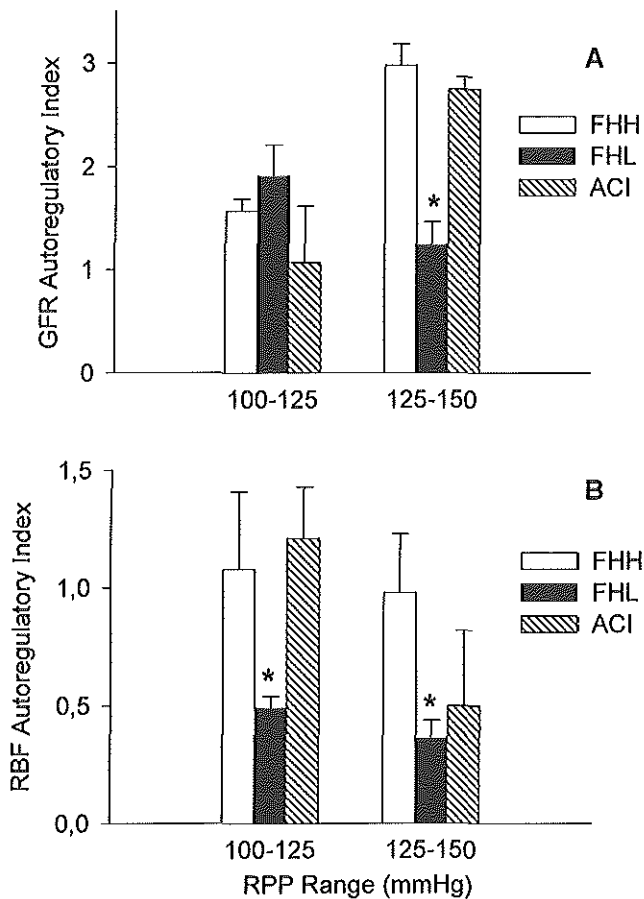 A
3
2
1
0
GFR Autoregulatory Index
FHH
FHL
ACI
*
100-125
125-150
B
1,5
1,0
0,5
0,0
RBF Autoregulatory Index
FHH
FHL
ACI
*
*
100-125
125-150
RPP Range (mmHg)